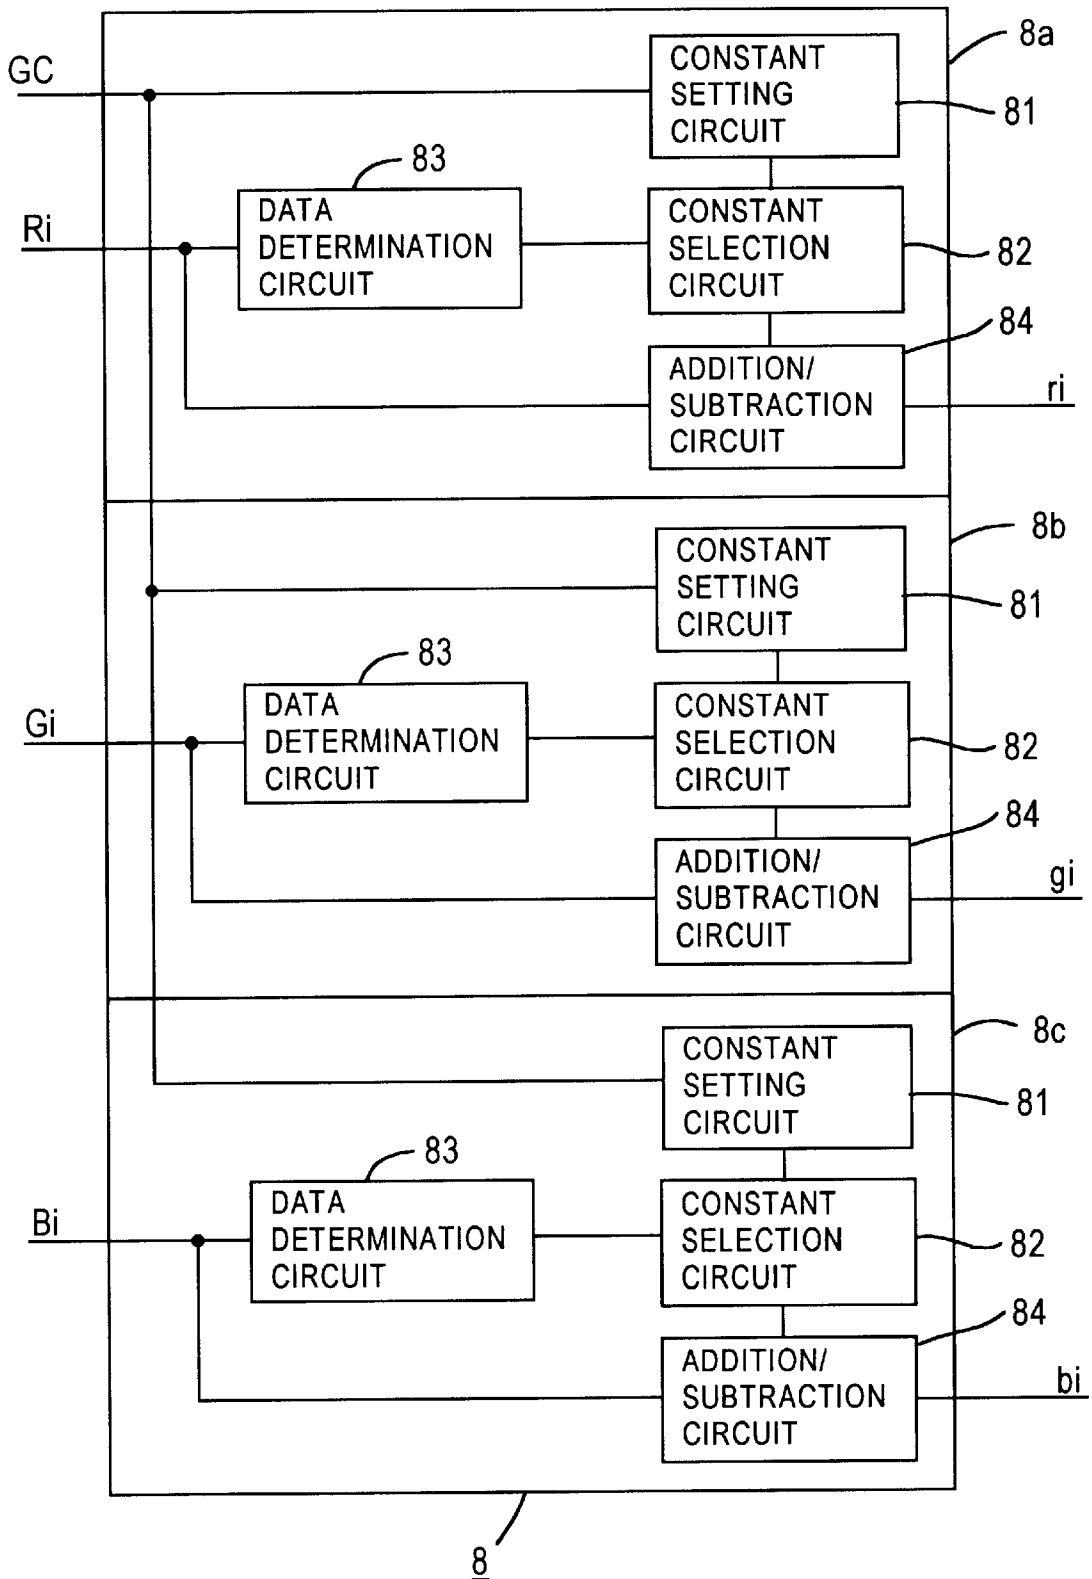 8a
GC
CONSTANT
SETTING
CIRCUIT
81
83
Ri
DATA
DETERMINATION
CIRCUIT
CONSTANT
SELECTION
CIRCUIT
82
84
ADDITION/
SUBTRACTION
CIRCUIT
ri
8b
CONSTANT
SETTING
CIRCUIT
81
83
Gi
DATA
DETERMINATION
CIRCUIT
CONSTANT
SELECTION
CIRCUIT
82
84
ADDITION/
SUBTRACTION
CIRCUIT
gi
8c
CONSTANT
SETTING
CIRCUIT
81
83
Bi
DATA
DETERMINATION
CIRCUIT
CONSTANT
SELECTION
CIRCUIT
82
84
ADDITION/
SUBTRACTION
CIRCUIT
bi
8